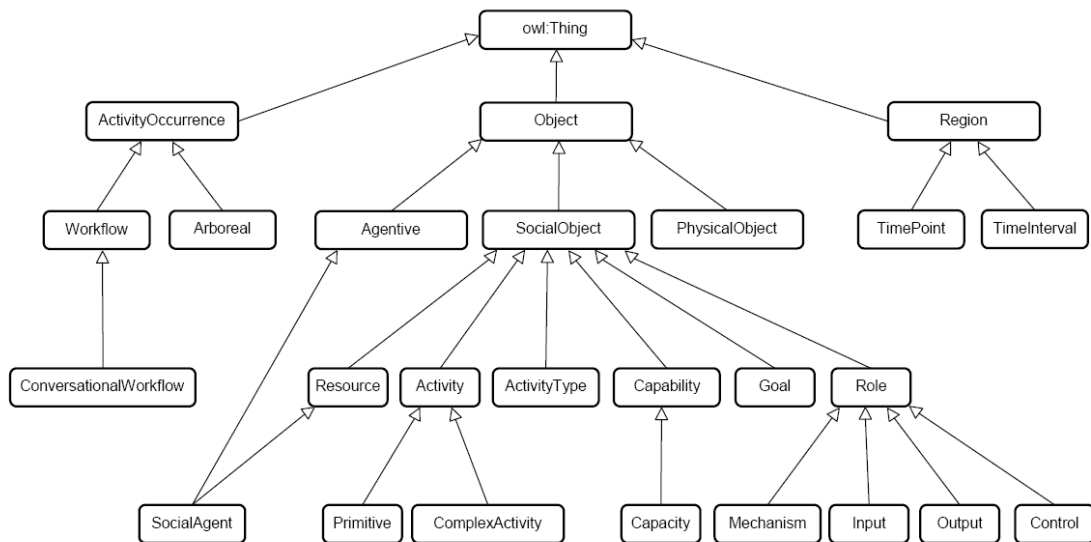 owl:Thing
ActivityOccurrence
Object
Region
Workflow
Arboreal
Agentive
SocialObject
PhysicalObject
TimePoint
TimeInterval
ConversationalWorkflow
Resource
Activity
ActivityType
Capability
Goal
Role
SocialAgent
Primitive
ComplexActivity
Capacity
Mechanism
Input
Output
Control